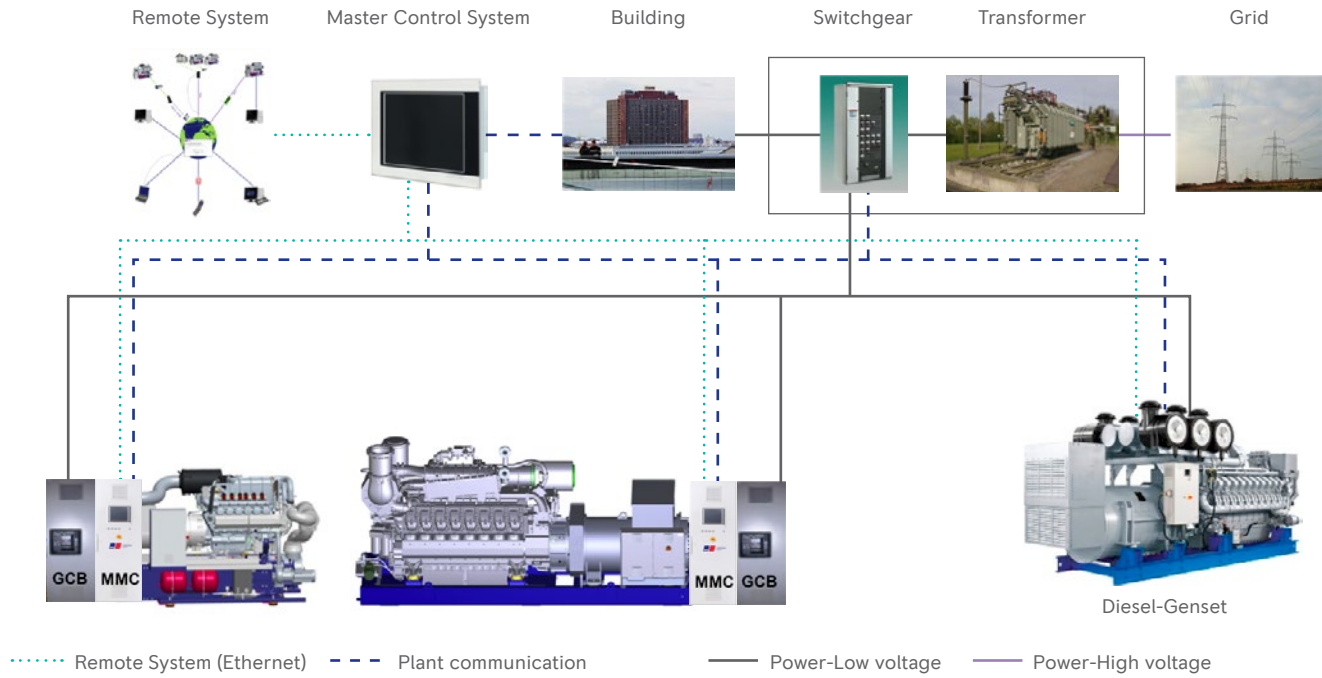 Remote System
Master Control System
Building
Switchgear
Transformer
Grid
GCB
MMC
MMC
GCB
Diesel-Genset
Remote System (Ethernet)
Plant communication
Power-Low voltage
Power-High voltage